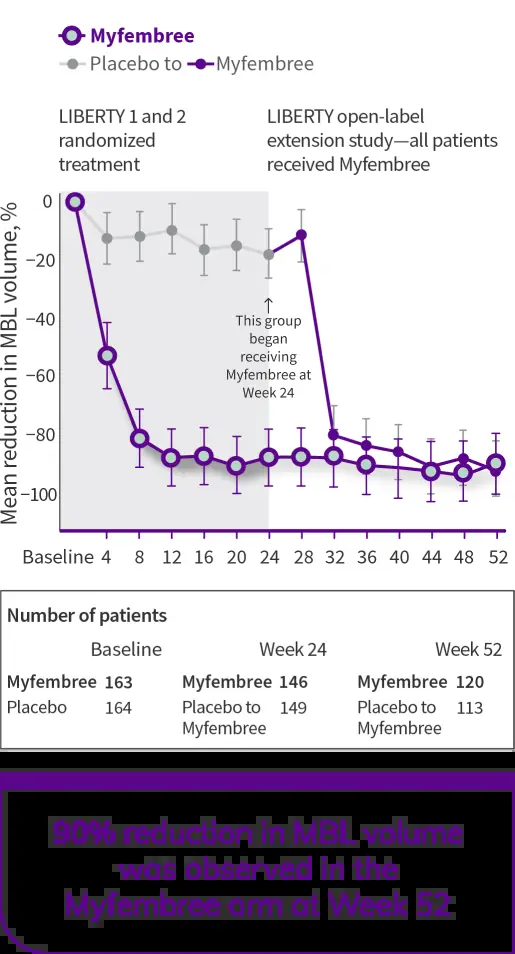 Myfembree
Placebo to Myfembree
LIBERTY 1 and 2
randomized
treatment
LIBERTY open-label
extension study—all patients
received Myfembree
Mean reduction in MBL volume, %
0
−20
−40
−60
−80
−100
This group
began
receiving
Myfembree at
Week 24
Baseline 4 8 12 16 20 24 28 32 36 40 44 48 52
Number of patients
Baseline Week 24 Week 52
Myfembree 163 Myfembree 146 Myfembree 120
Placebo 164 Placebo to 149 Placebo to 113
Myfembree Myfembree
90% reduction in MBL volume
was observed in the
Myfembree arm at Week 52